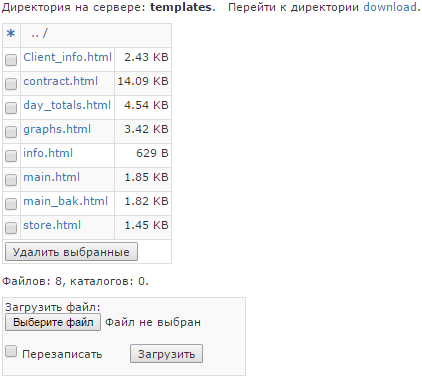 Директория на сервере: templates. Перейти к директории download.
* .. /
Client_info.html 2.43 KB
contract.html 14.09 KB
day_totals.html 4.54 KB
graphs.html 3.42 KB
info.html 629 B
main.html 1.85 KB
main_bak.html 1.82 KB
store.html 1.45 KB
Удалить выбранные
Файлов: 8, каталогов: 0.
Загрузить файл:
Выберите файл Файл не выбран
Перезаписать Загрузить